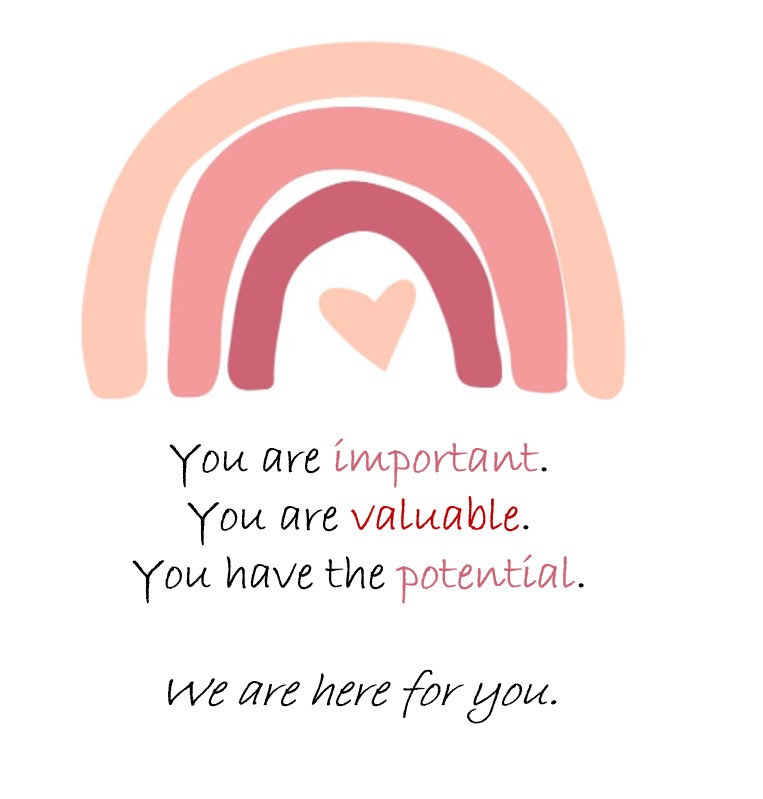 You are important.
You are valuable.
You have the potential.
We are here for you.